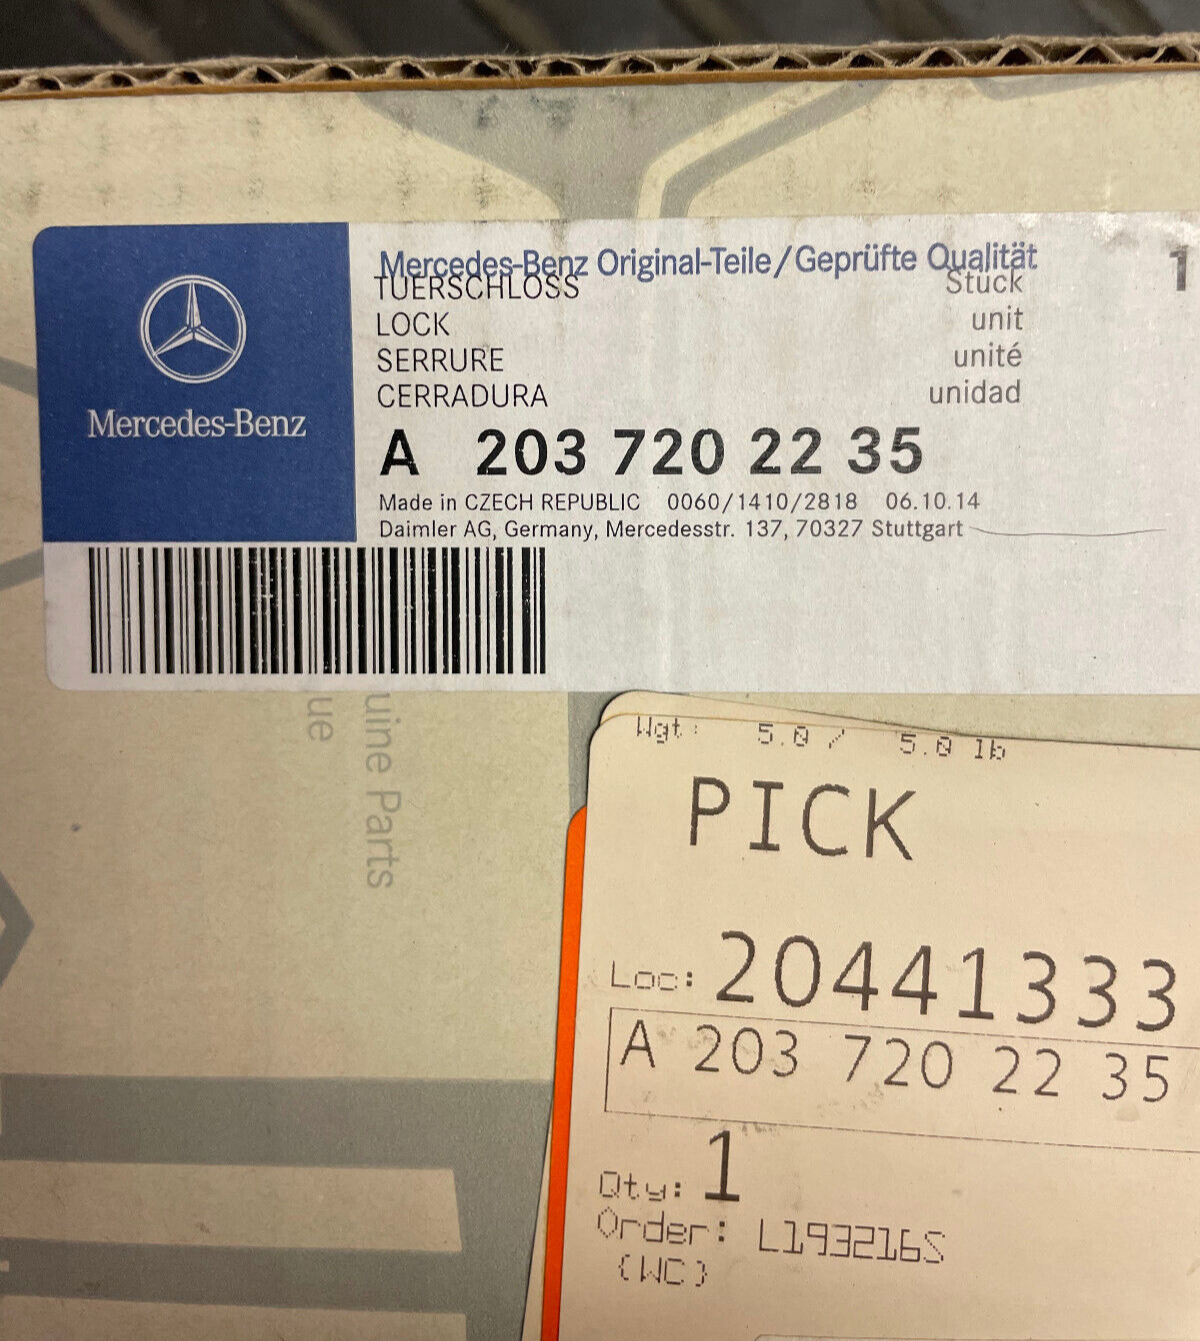 Mercedes-Benz Original-Teile/Geprüfte Qualität
TUERSCHLOSS Stück 1
LOCK unit
SERRURE unité
CERRADURA unidad
Mercedes-Benz
A 203 720 22 35
Made in CZECH REPUBLIC 0060/1410/2818 06.10.14
Daimler AG, Germany, Mercedesstr. 137, 70327 Stuttgart
uine Parts
ue
Wgt: 5.0 / 5.0 lb
PICK
Loc: 20441333
A 203 720 22 35
Qty: 1
Order: L193216S
(WC)